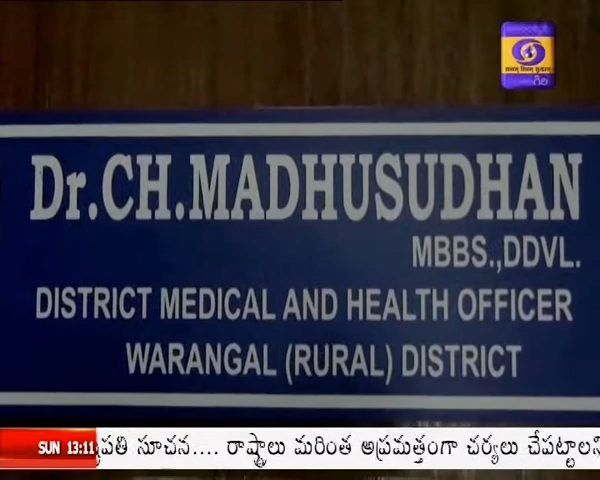 Dr.CH.MADHUSUDHAN
MBBS.,DDVL.
DISTRICT MEDICAL AND HEALTH OFFICER
WARANGAL (RURAL) DISTRICT
SUN 13:11
సూచన.... రాష్ట్రాలు మరింత అప్రమత్తంగా చర్యలు